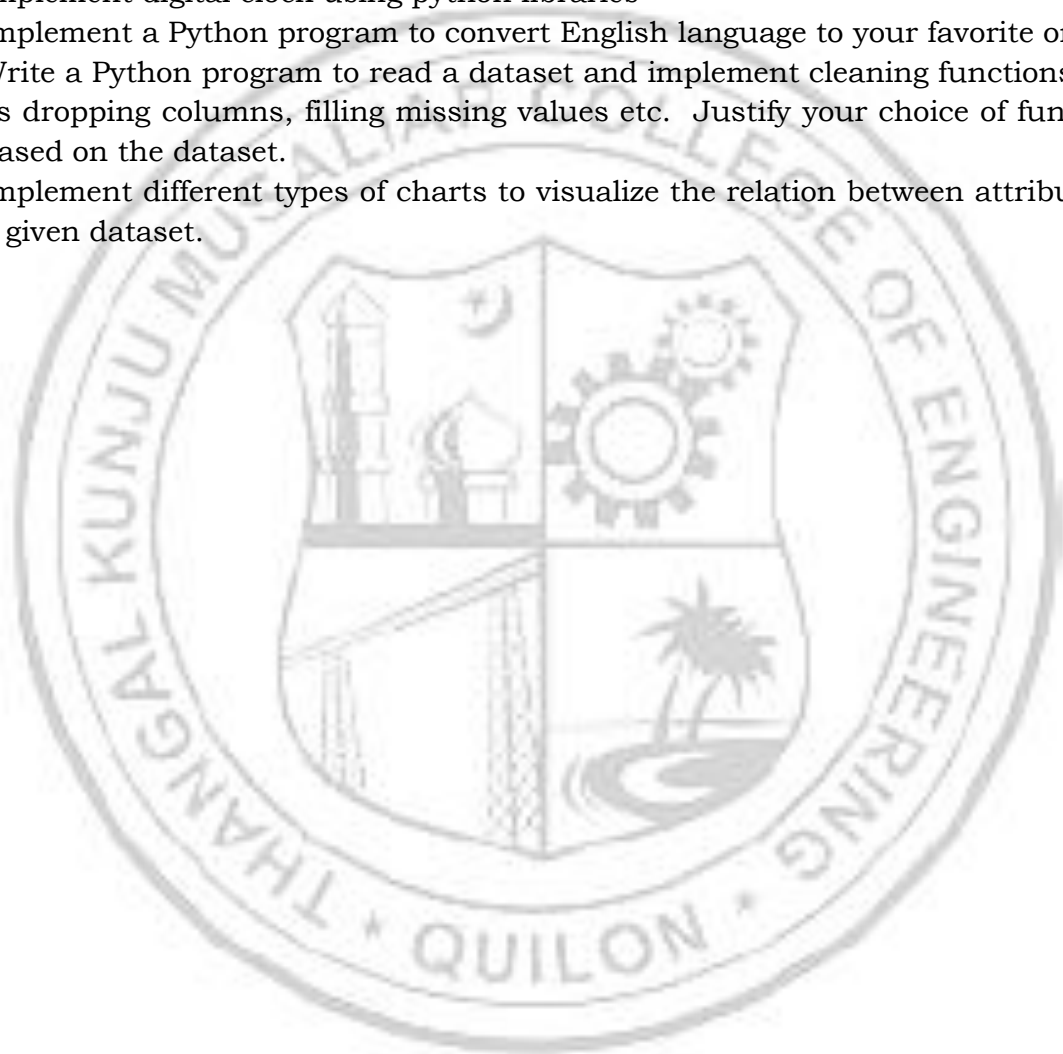 mplement digital clock using python libraries
mplement a Python program to convert English language to your favorite
Write a Python program to read a dataset and implement cleaning functions
s dropping columns, filling missing values etc. Justify your choice of
ased on the dataset.
mplement different types of charts to visualize the relation between
given dataset.
THANGAL KUNJU MUSALIAR COLLEGE OF ENGINEERING
* QUILON *